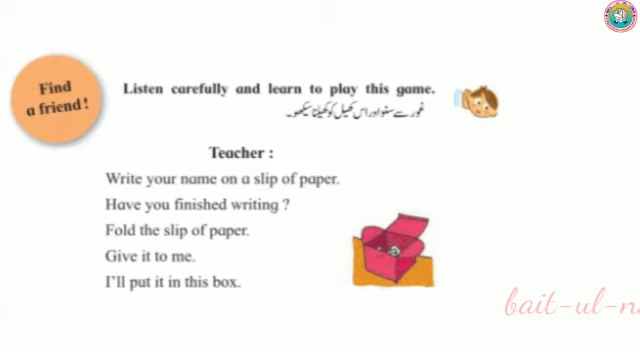 Find
a friend!
Listen carefully and learn to play this game.
غور سے سنو اور اس کھیل کو کھیلنا سیکھو۔
Teacher :
Write your name on a slip of paper.
Have you finished writing ?
Fold the slip of paper.
Give it to me.
I'll put it in this box.
bait-ul-n